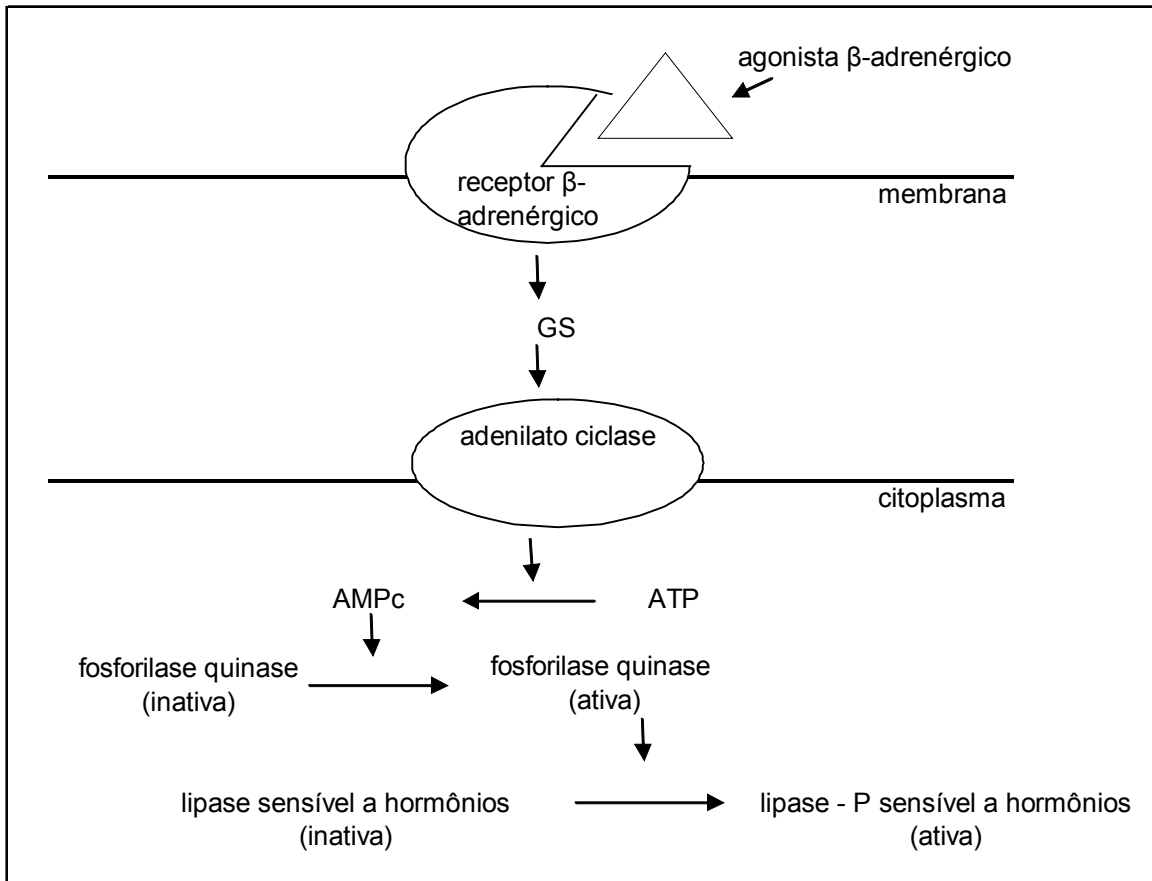 agonista β-adrenérgico
receptor β-
adrenérgico
membrana
GS
adenilato ciclase
citoplasma
AMPc
ATP
fosforilase quinase
(inativa)
fosforilase quinase
(ativa)
lipase sensível a hormônios
(inativa)
lipase - P sensível a hormônios
(ativa)